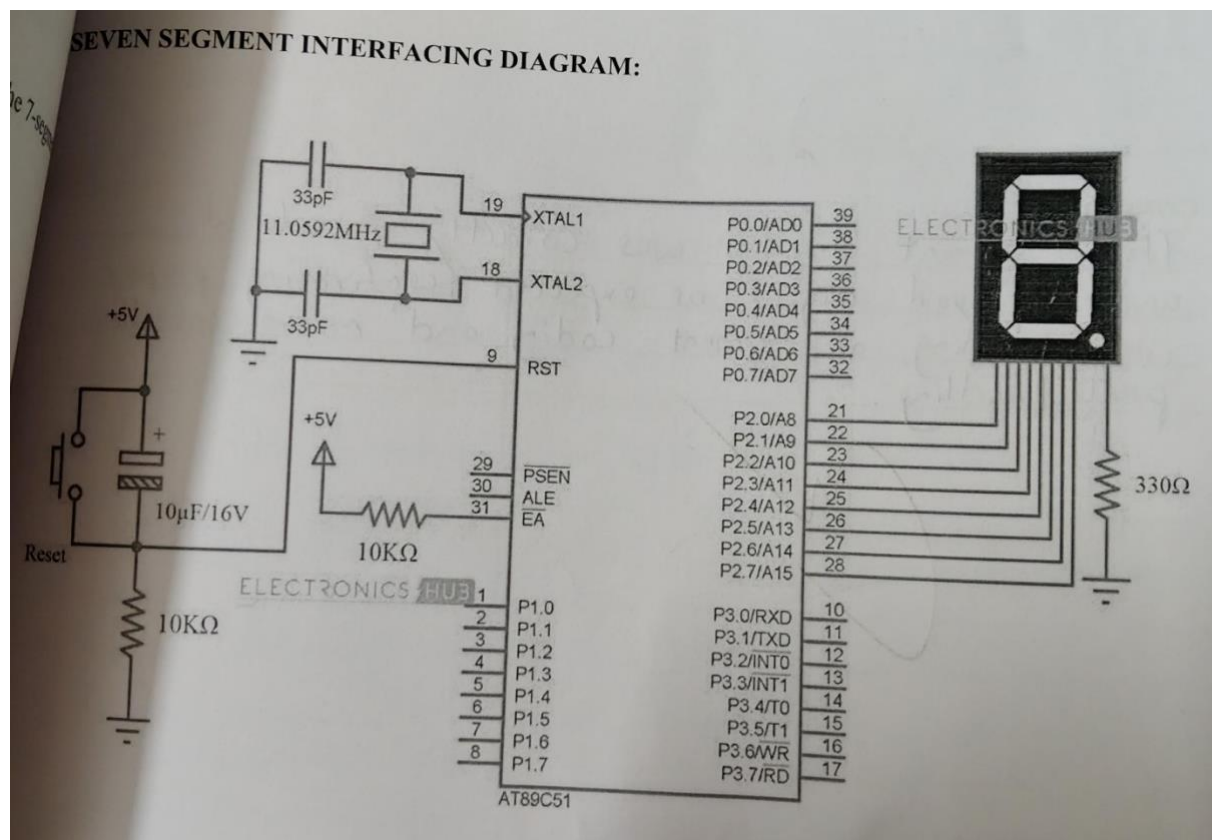 SEVEN SEGMENT INTERFACING DIAGRAM:
he 7-seg
33pF
11.0592MHz
33pF
19
XTAL1
18
XTAL2
9
RST
+5V
+5V
+
10µF/16V
Reset
10KΩ
10KΩ
29
PSEN
30
ALE
31
EA
ELECTRONICS HUB
1 P1.0
2 P1.1
3 P1.2
4 P1.3
5 P1.4
6 P1.5
7 P1.6
8 P1.7
AT89C51
P0.0/AD0 39
P0.1/AD1 38
P0.2/AD2 37
P0.3/AD3 36
P0.4/AD4 35
P0.5/AD5 34
P0.6/AD6 33
P0.7/AD7 32
P2.0/A8 21
P2.1/A9 22
P2.2/A10 23
P2.3/A11 24
P2.4/A12 25
P2.5/A13 26
P2.6/A14 27
P2.7/A15 28
P3.0/RXD 10
P3.1/TXD 11
P3.2/INT0 12
P3.3/INT1 13
P3.4/T0 14
P3.5/T1 15
P3.6/WR 16
P3.7/RD 17
ELECTRONICS HUB
330Ω